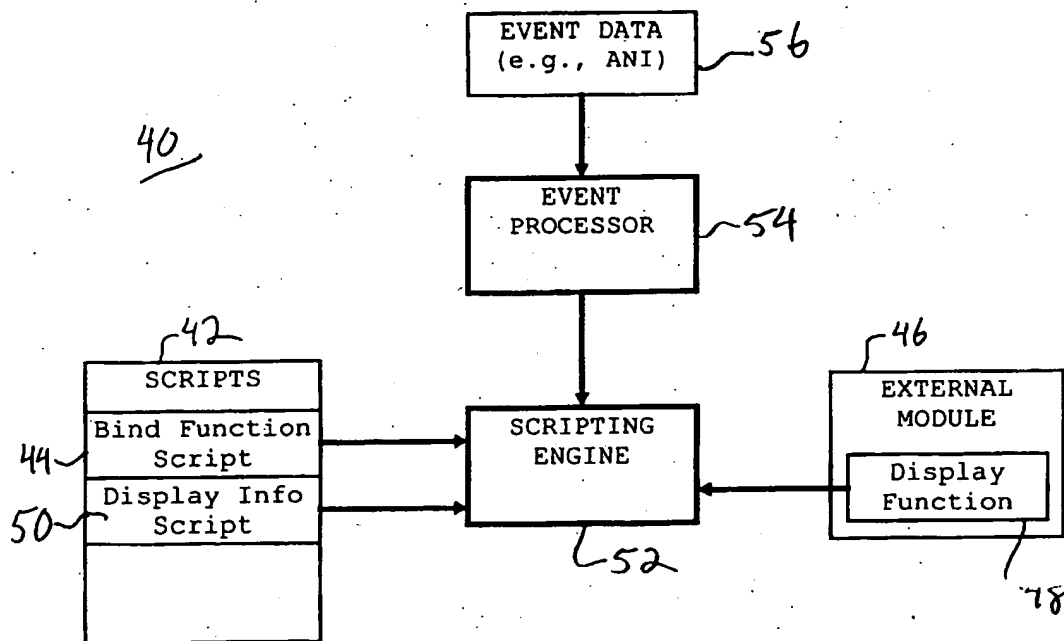 EVENT DATA
(e.g., ANI)
56
40
EVENT
PROCESSOR
54
42
SCRIPTS
Bind Function
Script
44
Display Info
Script
50
SCRIPTING
ENGINE
52
46
EXTERNAL
MODULE
Display
Function
48